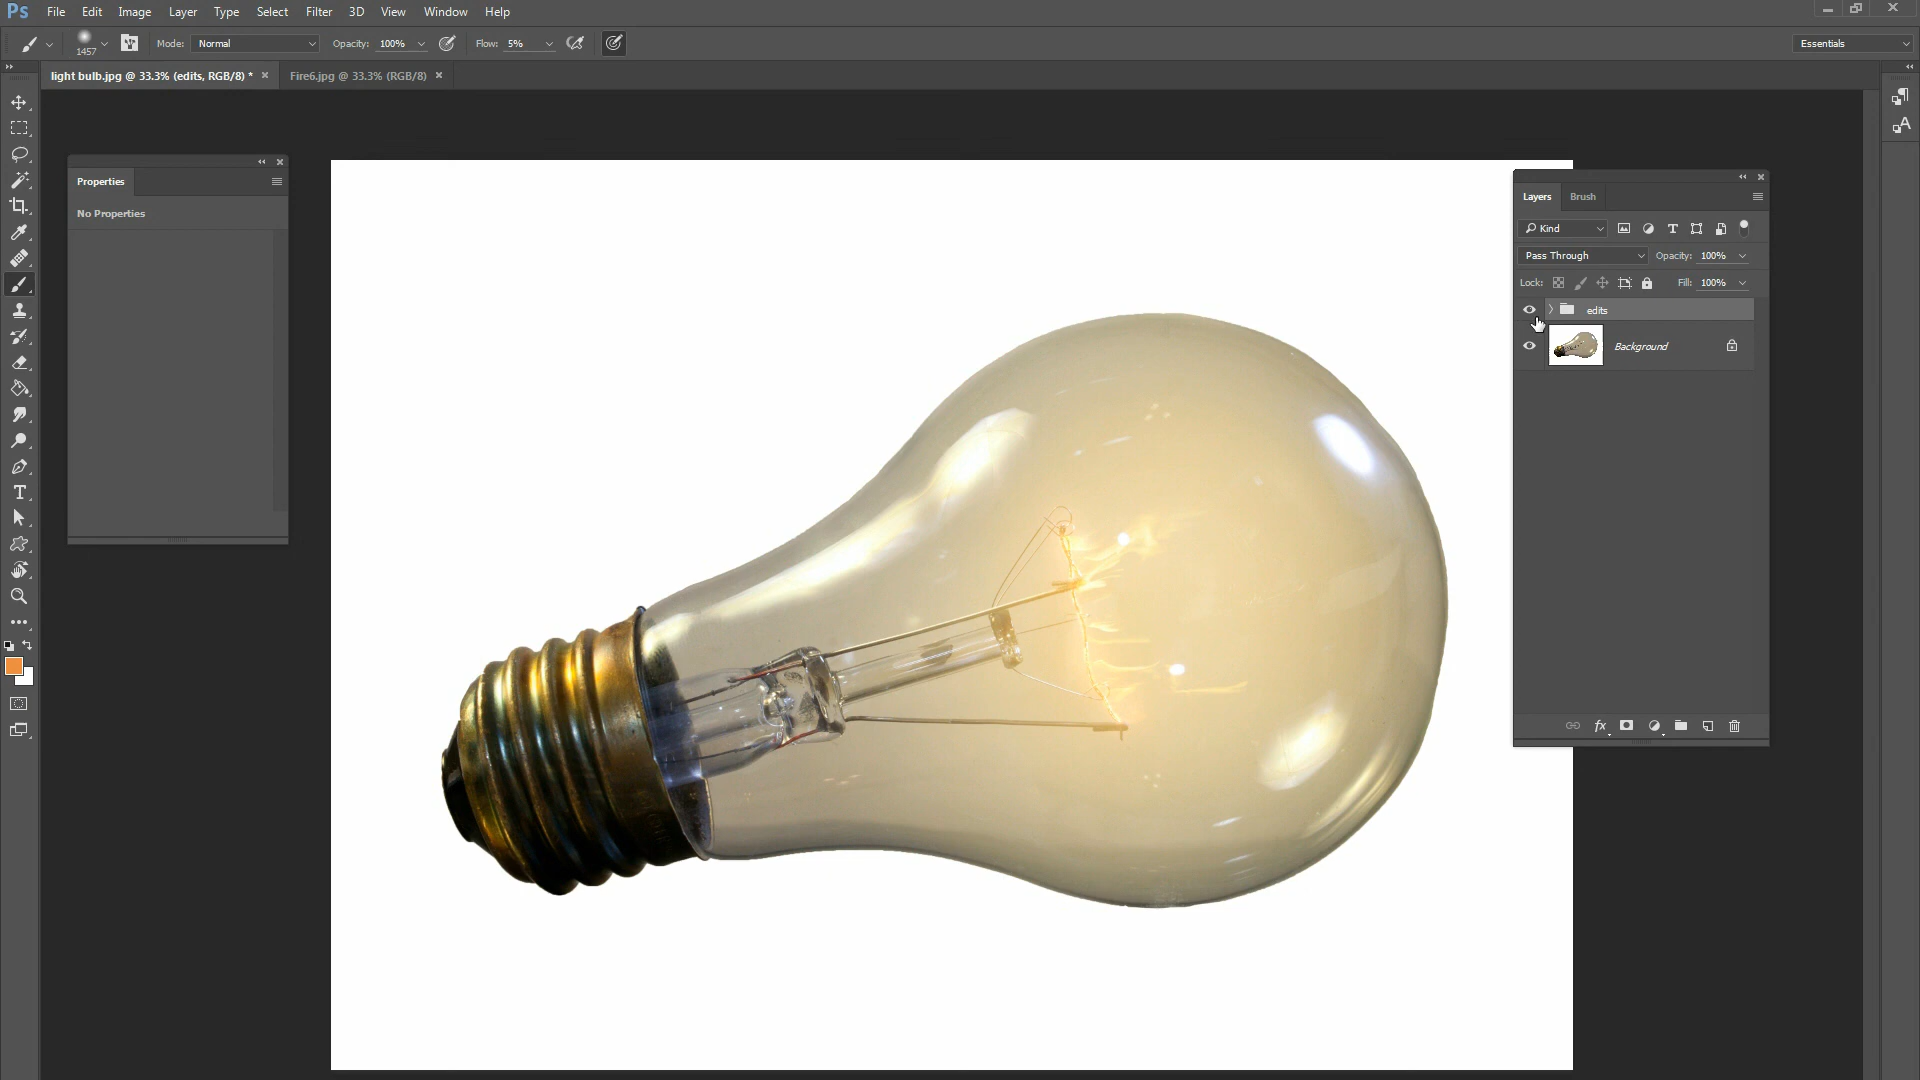 Ps File Edit Image Layer Type Select Filter 3D View Window Help
1457 Mode: Normal Opacity: 100% Flow: 5% Essentials
light bulb.jpg @ 33.3% (edits, RGB/8) * Fire6.jpg @ 33.3% (RGB/8)
Properties
No Properties
Layers Brush
Kind
Pass Through Opacity: 100%
Lock: Fill: 100%
edits
Background
fx